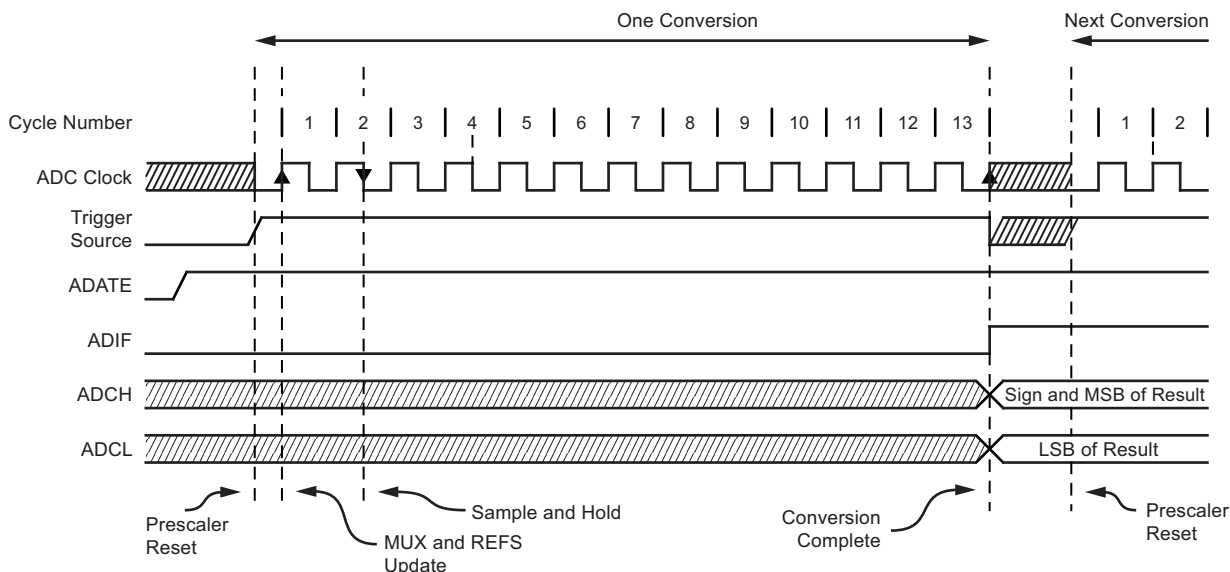 One Conversion
Next Conversion
Cycle Number
1 2 3 4 5 6 7 8 9 10 11 12 13 1 2
ADC Clock
Trigger
Source
ADATE
ADIF
ADCH
Sign and MSB of Result
ADCL
LSB of Result
Prescaler
Reset
MUX and REFS
Update
Sample and Hold
Conversion
Complete
Prescaler
Reset